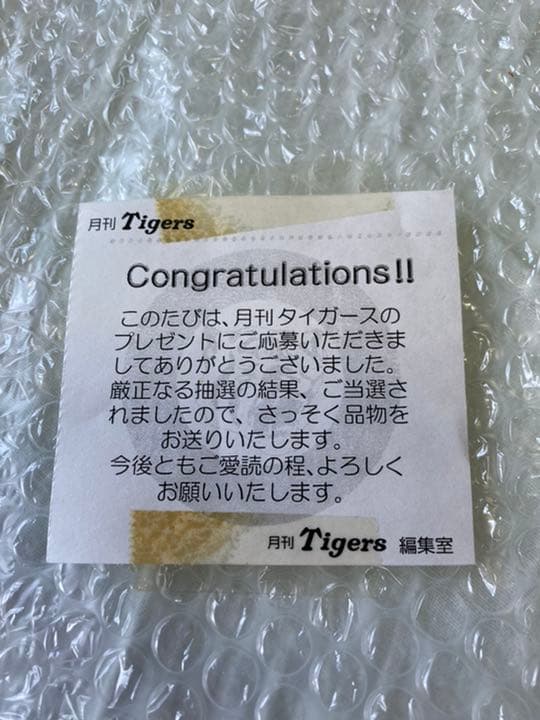 月刊 Tigers
Congratulations!!
このたびは、月刊タイガースの
プレゼントにご応募いただきま
してありがとうございました。
厳正なる抽選の結果、ご当選さ
れましたので、さっそく品物を
お送りいたします。
今後ともご愛読の程、よろしく
お願いいたします。
月刊 Tigers 編集室